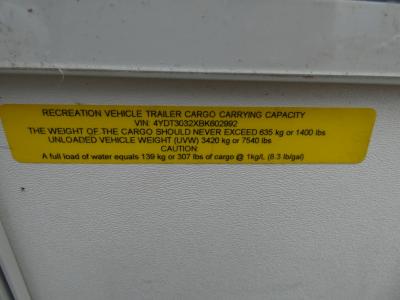 RECREATION VEHICLE TRAILER CARGO CARRYING CAPACITY
VIN: 4YDT3032XBK602992
THE WEIGHT OF THE CARGO SHOULD NEVER EXCEED 635 kg or 1400 lbs
UNLOADED VEHICLE WEIGHT (UVW) 3420 kg or 7540 lbs
CAUTION:
A full load of water equals 139 kg or 307 lbs of cargo @ 1kg/L (8.3 lb/gal)